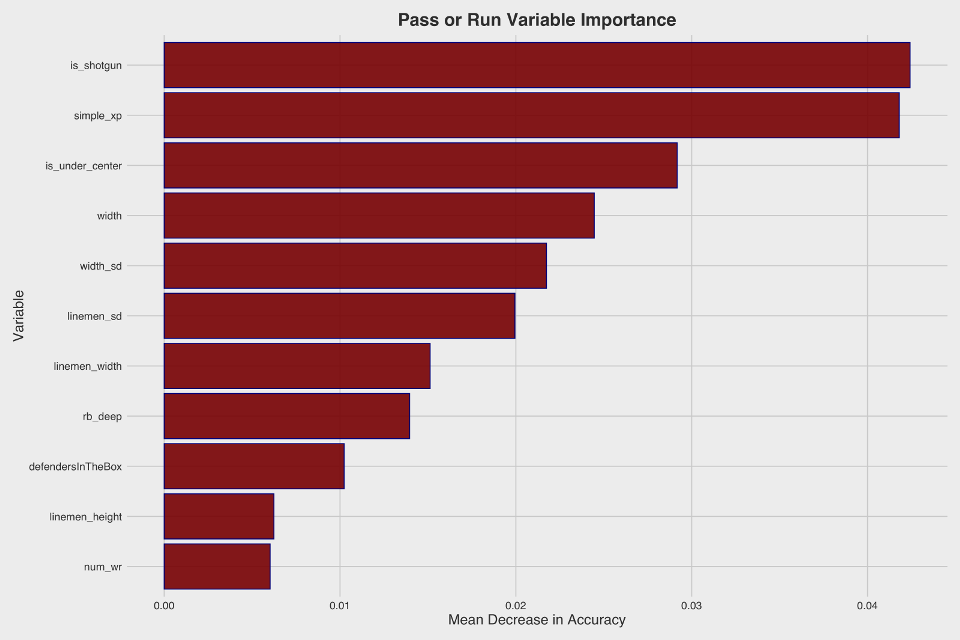 Pass or Run Variable Importance
Variable
is_shotgun
simple_xp
is_under_center
width
width_sd
linemen_sd
linemen_width
rb_deep
defendersInTheBox
linemen_height
num_wr
0.00 0.01 0.02 0.03 0.04
Mean Decrease in Accuracy